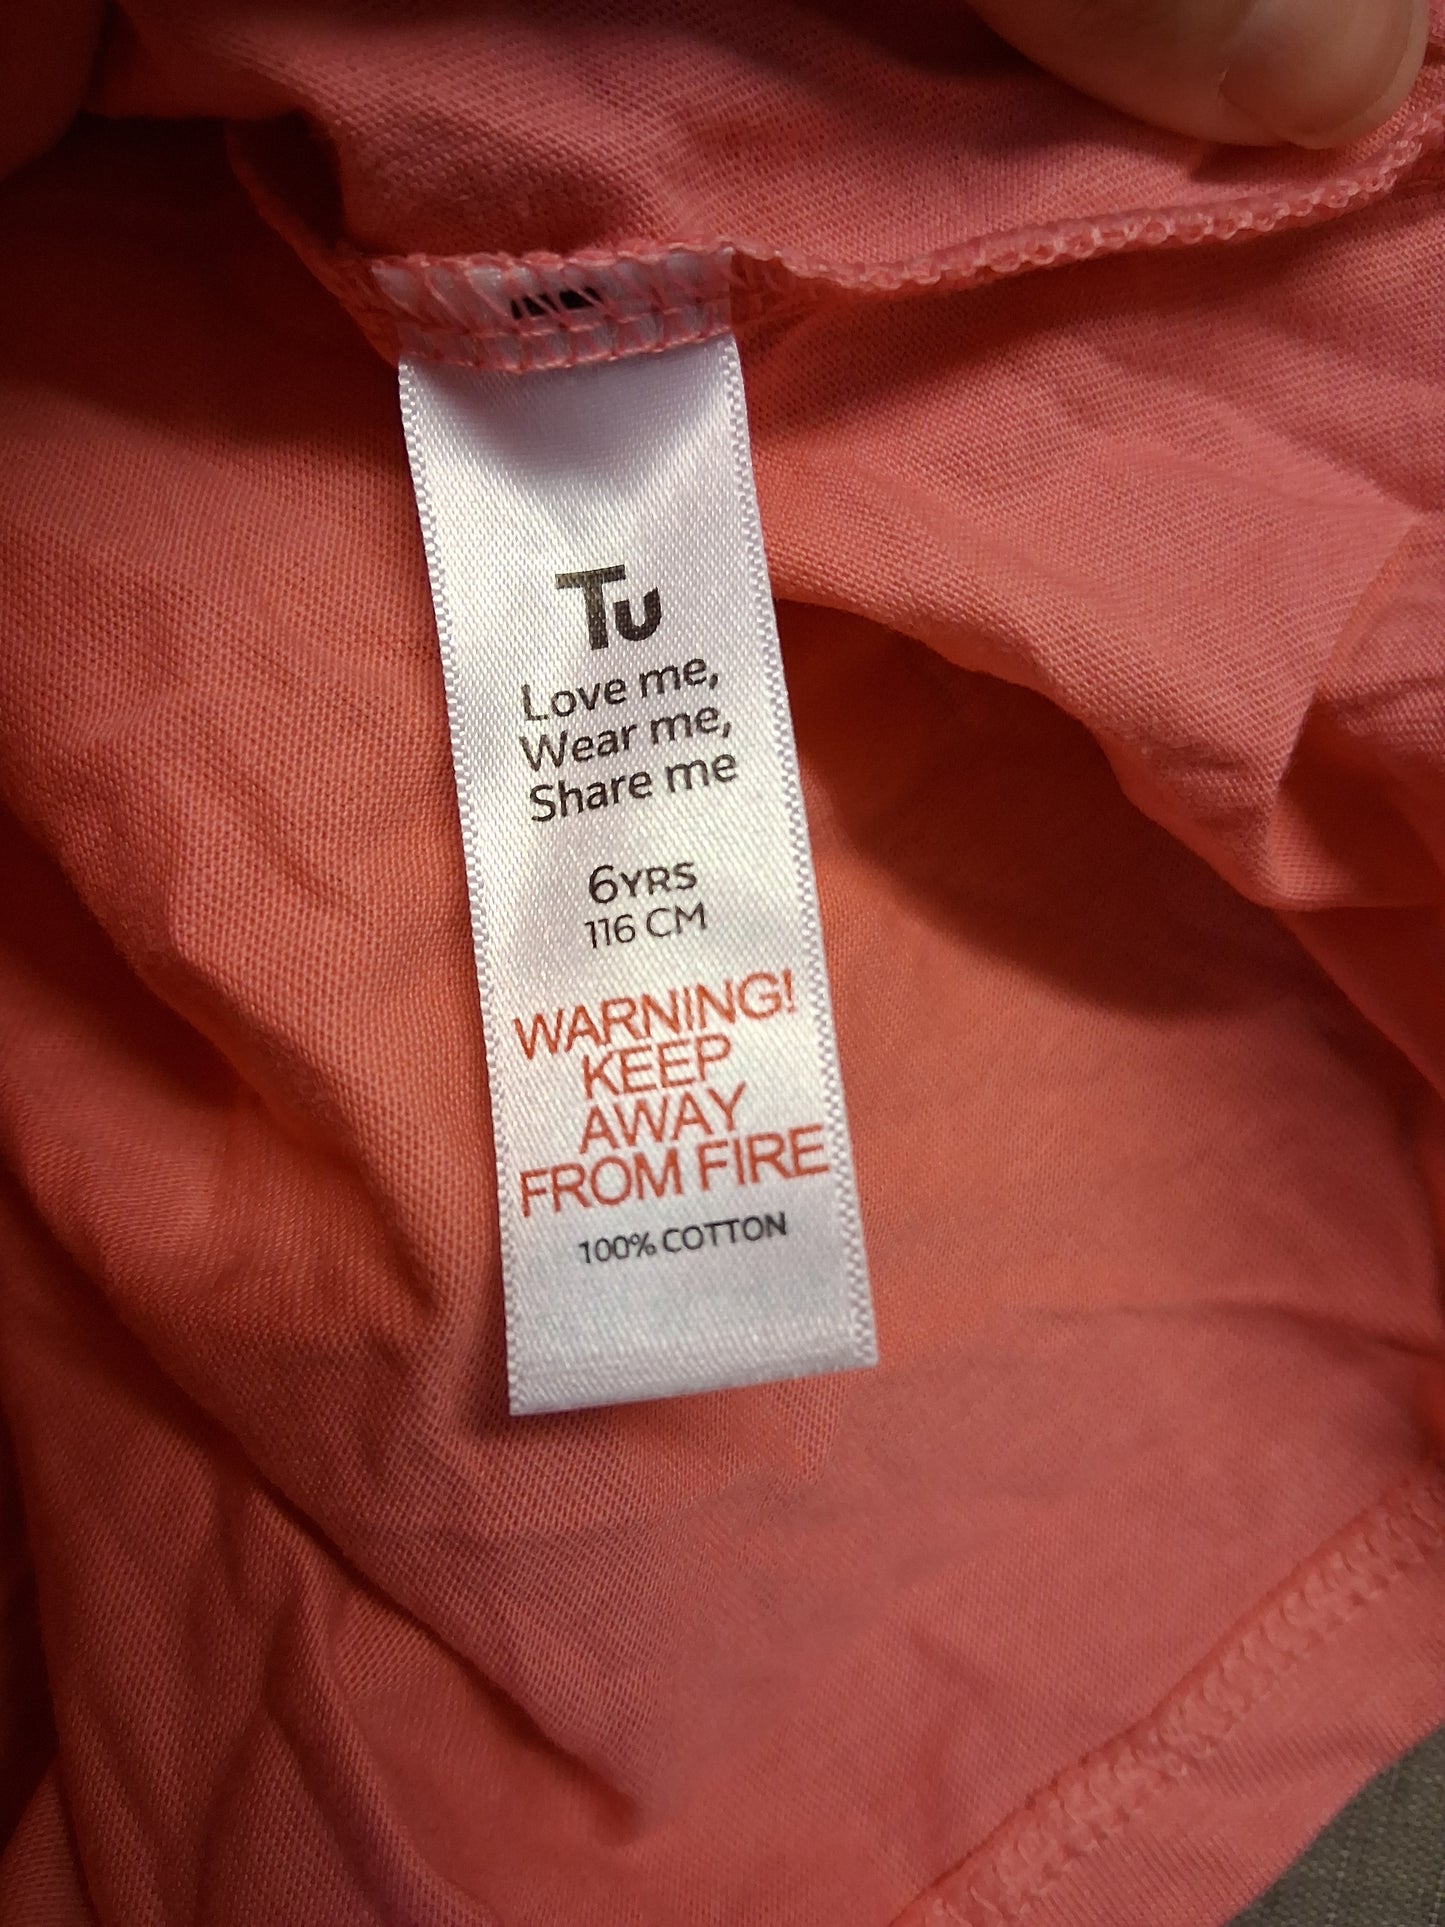 Tu
Love me,
Wear me,
Share me
6YRS
116 CM
WARNING!
KEEP
AWAY
FROM FIRE
100% COTTON